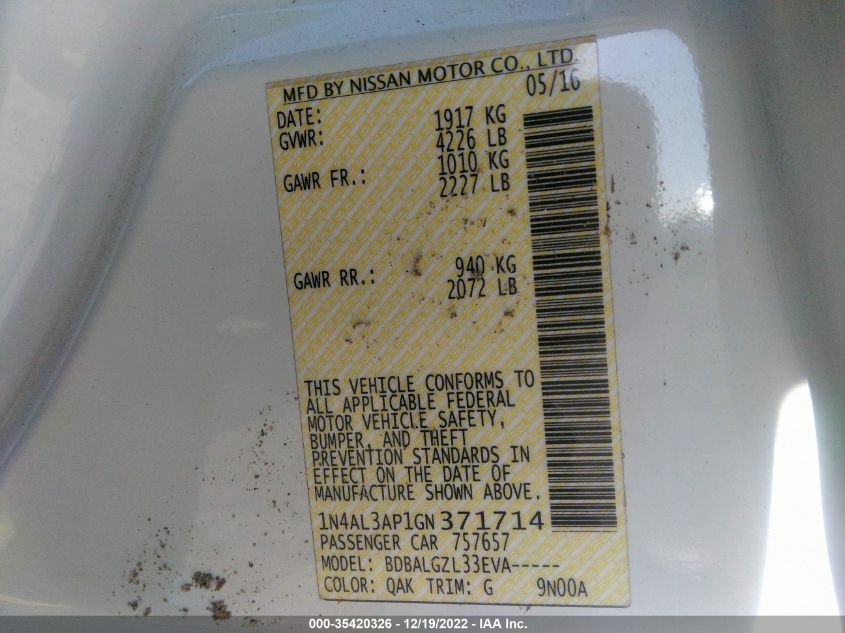 MFD BY NISSAN MOTOR CO., LTD.
DATE: 05/16
GVWR: 1917 KG
4226 LB
GAWR FR.: 1010 KG
2227 LB
GAWR RR.: 940 KG
2072 LB
THIS VEHICLE CONFORMS TO
ALL APPLICABLE FEDERAL
MOTOR VEHICLE SAFETY,
BUMPER, AND THEFT
PREVENTION STANDARDS IN
EFFECT ON THE DATE OF
MANUFACTURE SHOWN ABOVE.
1N4AL3AP1GN371714
PASSENGER CAR 757657
MODEL: BDBALGZL33EVA-----
COLOR: QAK TRIM: G 9N00A
000-35420326 - 12/19/2022 - IAA Inc.